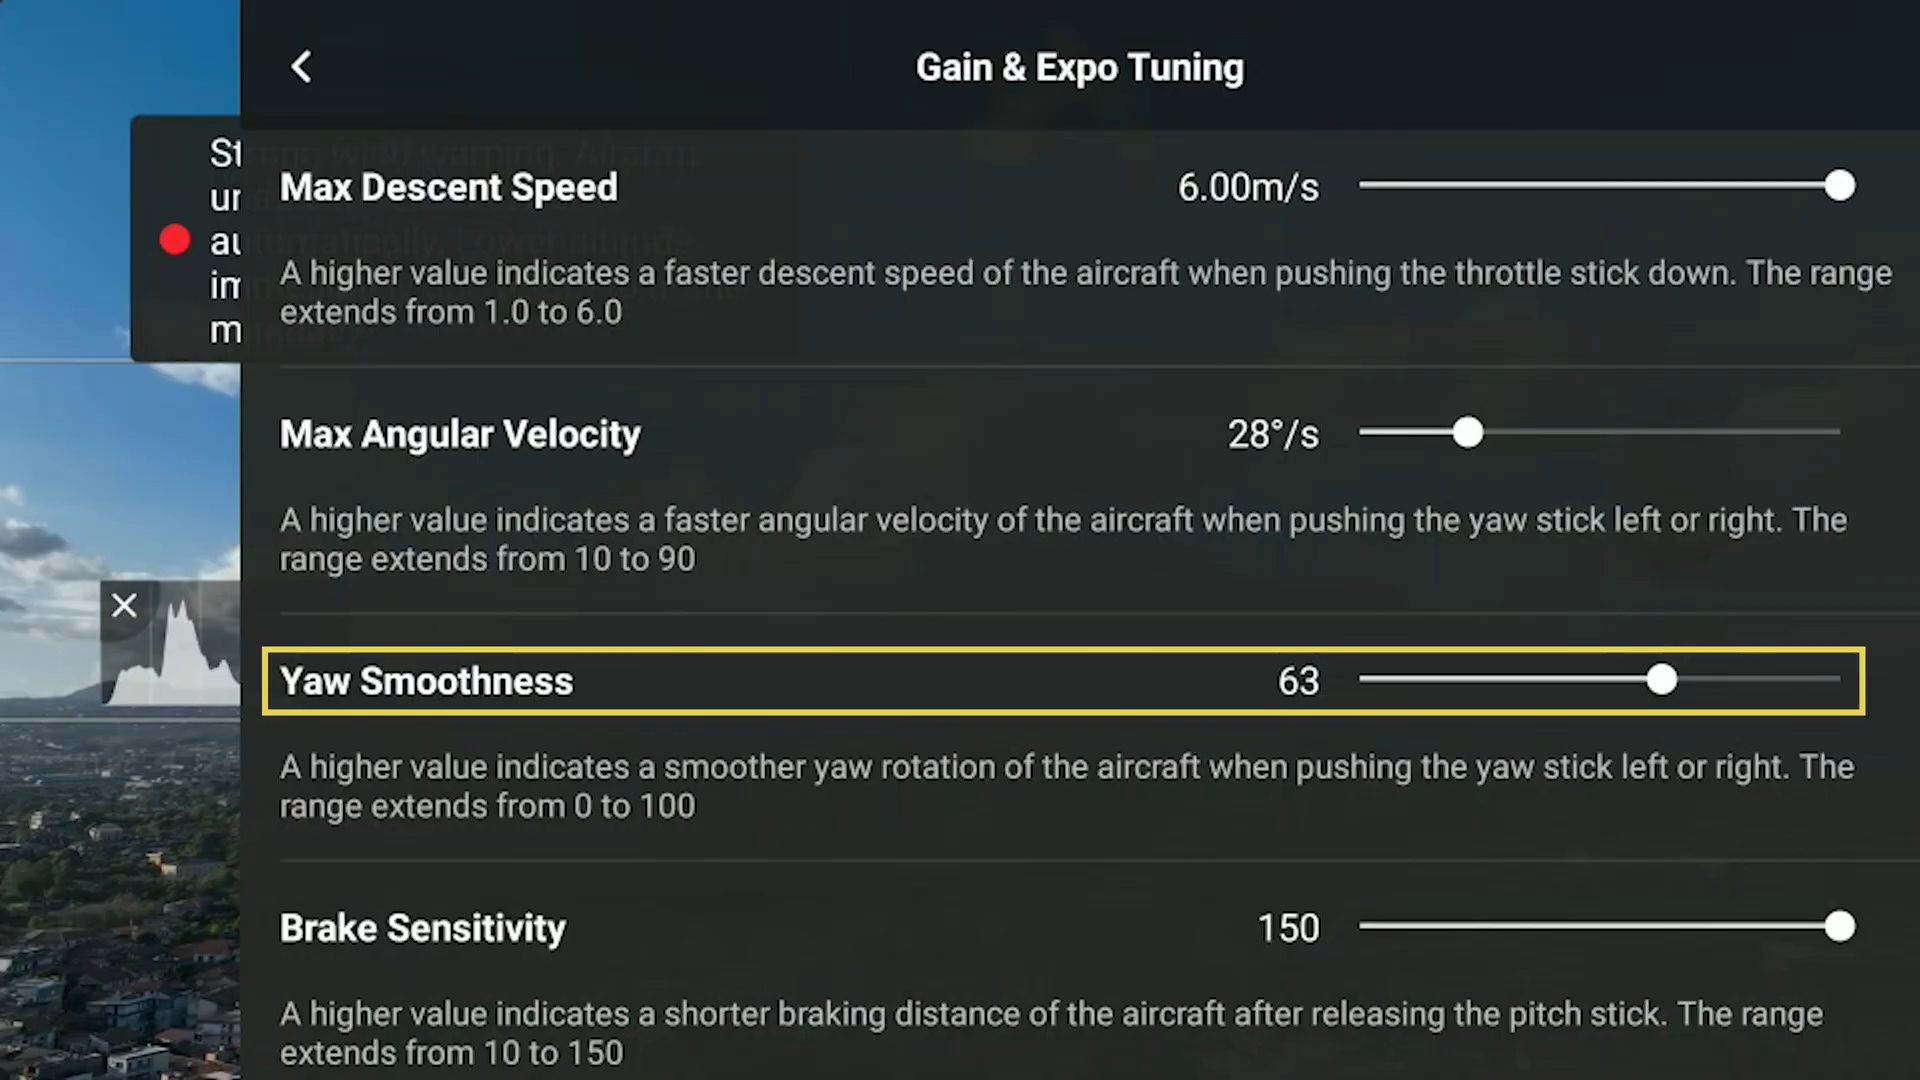 Gain & Expo Tuning
Max Descent Speed 6.00m/s
A higher value indicates a faster descent speed of the aircraft when pushing the throttle stick down. The range
extends from 1.0 to 6.0
Max Angular Velocity 28°/s
A higher value indicates a faster angular velocity of the aircraft when pushing the yaw stick left or right. The
range extends from 10 to 90
Yaw Smoothness 63
A higher value indicates a smoother yaw rotation of the aircraft when pushing the yaw stick left or right. The
range extends from 0 to 100
Brake Sensitivity 150
A higher value indicates a shorter braking distance of the aircraft after releasing the pitch stick. The range
extends from 10 to 150